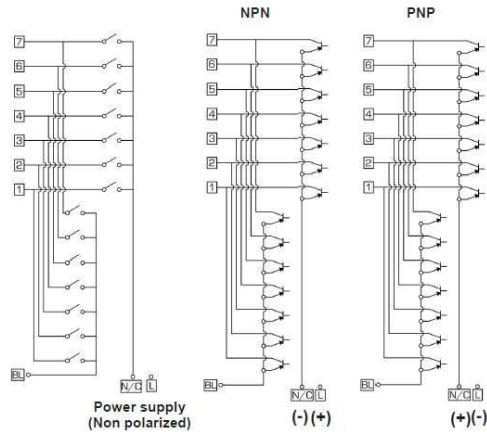 NPN PNP
7 7 7
6 6 6
5 5 5
4 4 4
3 3 3
2 2 2
1 1 1
BL BL BL
N/C L N/C L N/C L
Power supply (-) (+) (+) (-)
(Non polarized)